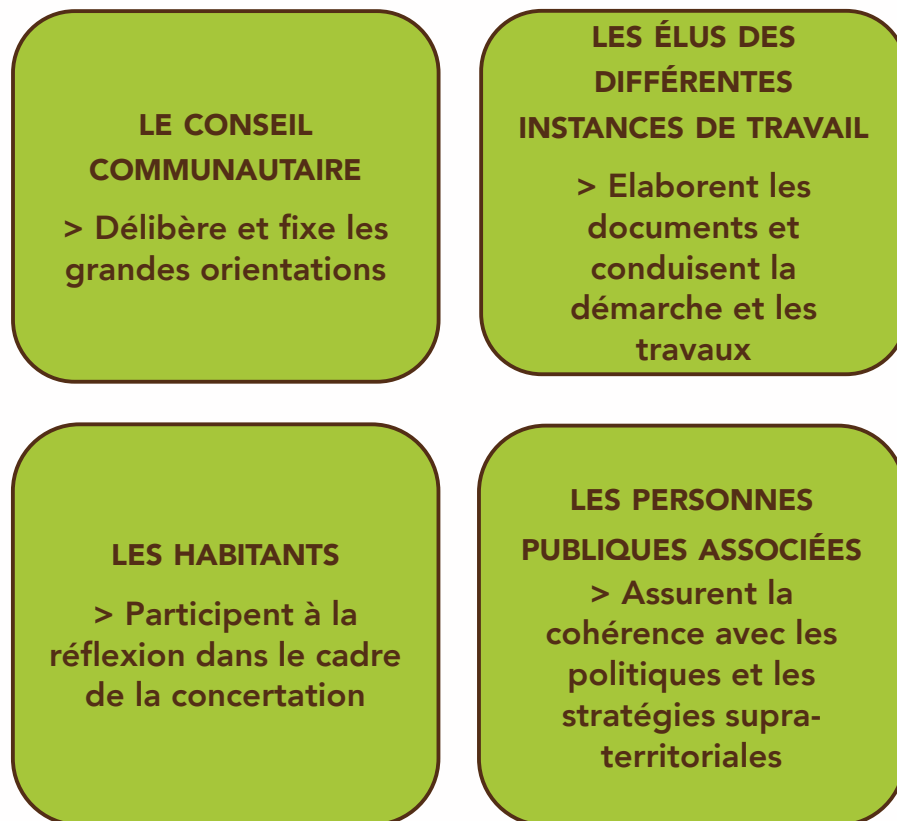 LE CONSEIL
COMMUNAUTAIRE
> Délibère et fixe les
grandes orientations
LES ÉLUS DES
DIFFÉRENTES
INSTANCES DE TRAVAIL
> Elaborent les
documents et
conduisent la
démarche et les
travaux
LES HABITANTS
> Participent à la
réflexion dans le cadre
de la concertation
LES PERSONNES
PUBLIQUES ASSOCIÉES
> Assurent la
cohérence avec les
politiques et les
stratégies supra-
territoriales